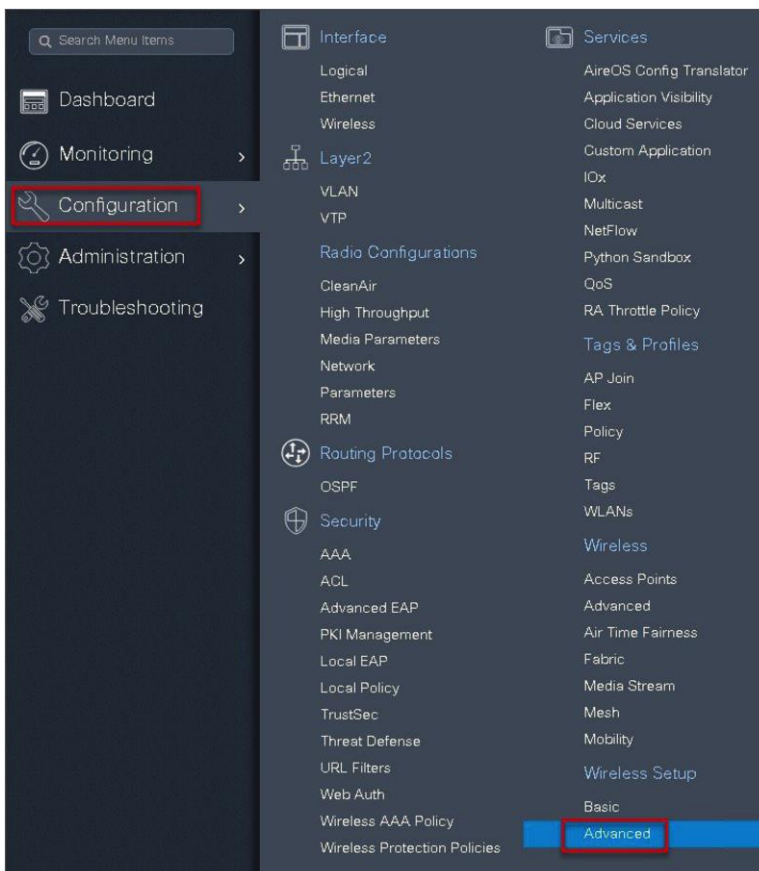 Search Menu Items
Dashboard
Monitoring
Configuration
Administration
Troubleshooting
Interface
Logical
Ethernet
Wireless
Layer2
VLAN
VTP
Radio Configurations
CleanAir
High Throughput
Media Parameters
Network
Parameters
RRM
Routing Protocols
OSPF
Security
AAA
ACL
Advanced EAP
PKI Management
Local EAP
Local Policy
TrustSec
Threat Defense
URL Filters
Web Auth
Wireless AAA Policy
Wireless Protection Policies
Services
AireOS Config Translator
Application Visibility
Cloud Services
Custom Application
IOx
Multicast
NetFlow
Python Sandbox
QoS
RA Throttle Policy
Tags & Profiles
AP Join
Flex
Policy
RF
Tags
WLANs
Wireless
Access Points
Advanced
Air Time Fairness
Fabric
Media Stream
Mesh
Mobility
Wireless Setup
Basic
Advanced